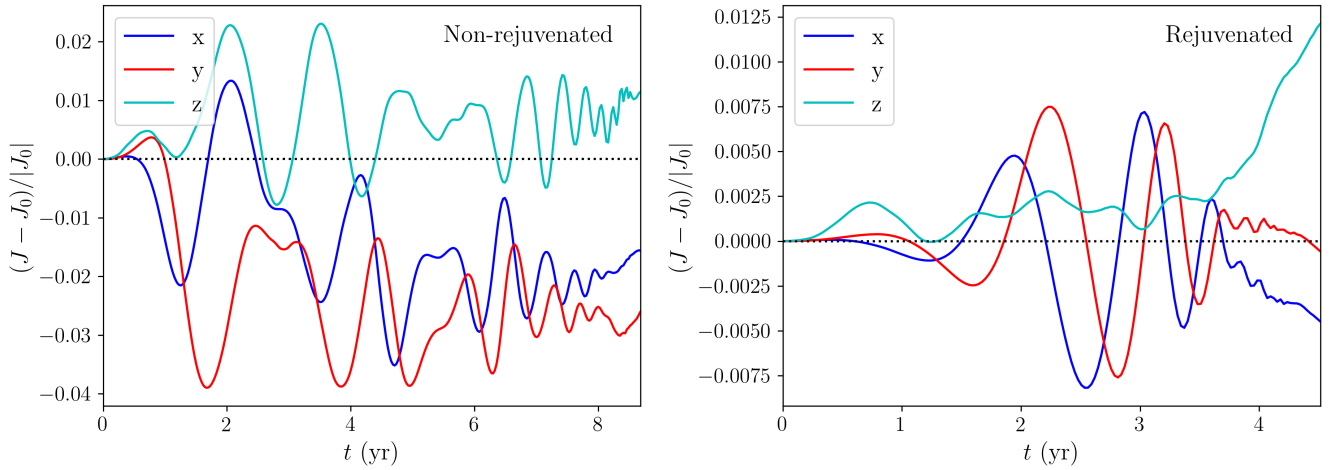 Non-rejuvenated
x
y
z
0.02
0.01
0.00
−0.01
−0.02
−0.03
−0.04
(J − J₀)/|J₀|
0 2 4 6 8
t (yr)
Rejuvenated
x
y
z
0.0125
0.0100
0.0075
0.0050
0.0025
0.0000
−0.0025
−0.0050
−0.0075
(J − J₀)/|J₀|
0 1 2 3 4
t (yr)